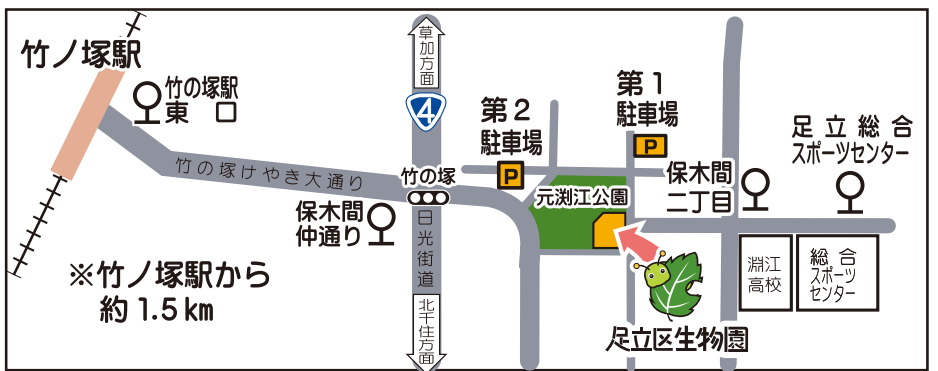 竹ノ塚駅
竹の塚駅
東口
竹の塚けやき大通り
保木間
仲通り
※竹ノ塚駅から
約1.5km
草加方面
4
竹の塚
日光街道
北千住方面
第2
駐車場
P
第1
駐車場
P
元渕江公園
保木間
二丁目
足立総合
スポーツセンター
淵江
高校
総合
スポーツ
センター
足立区生物園